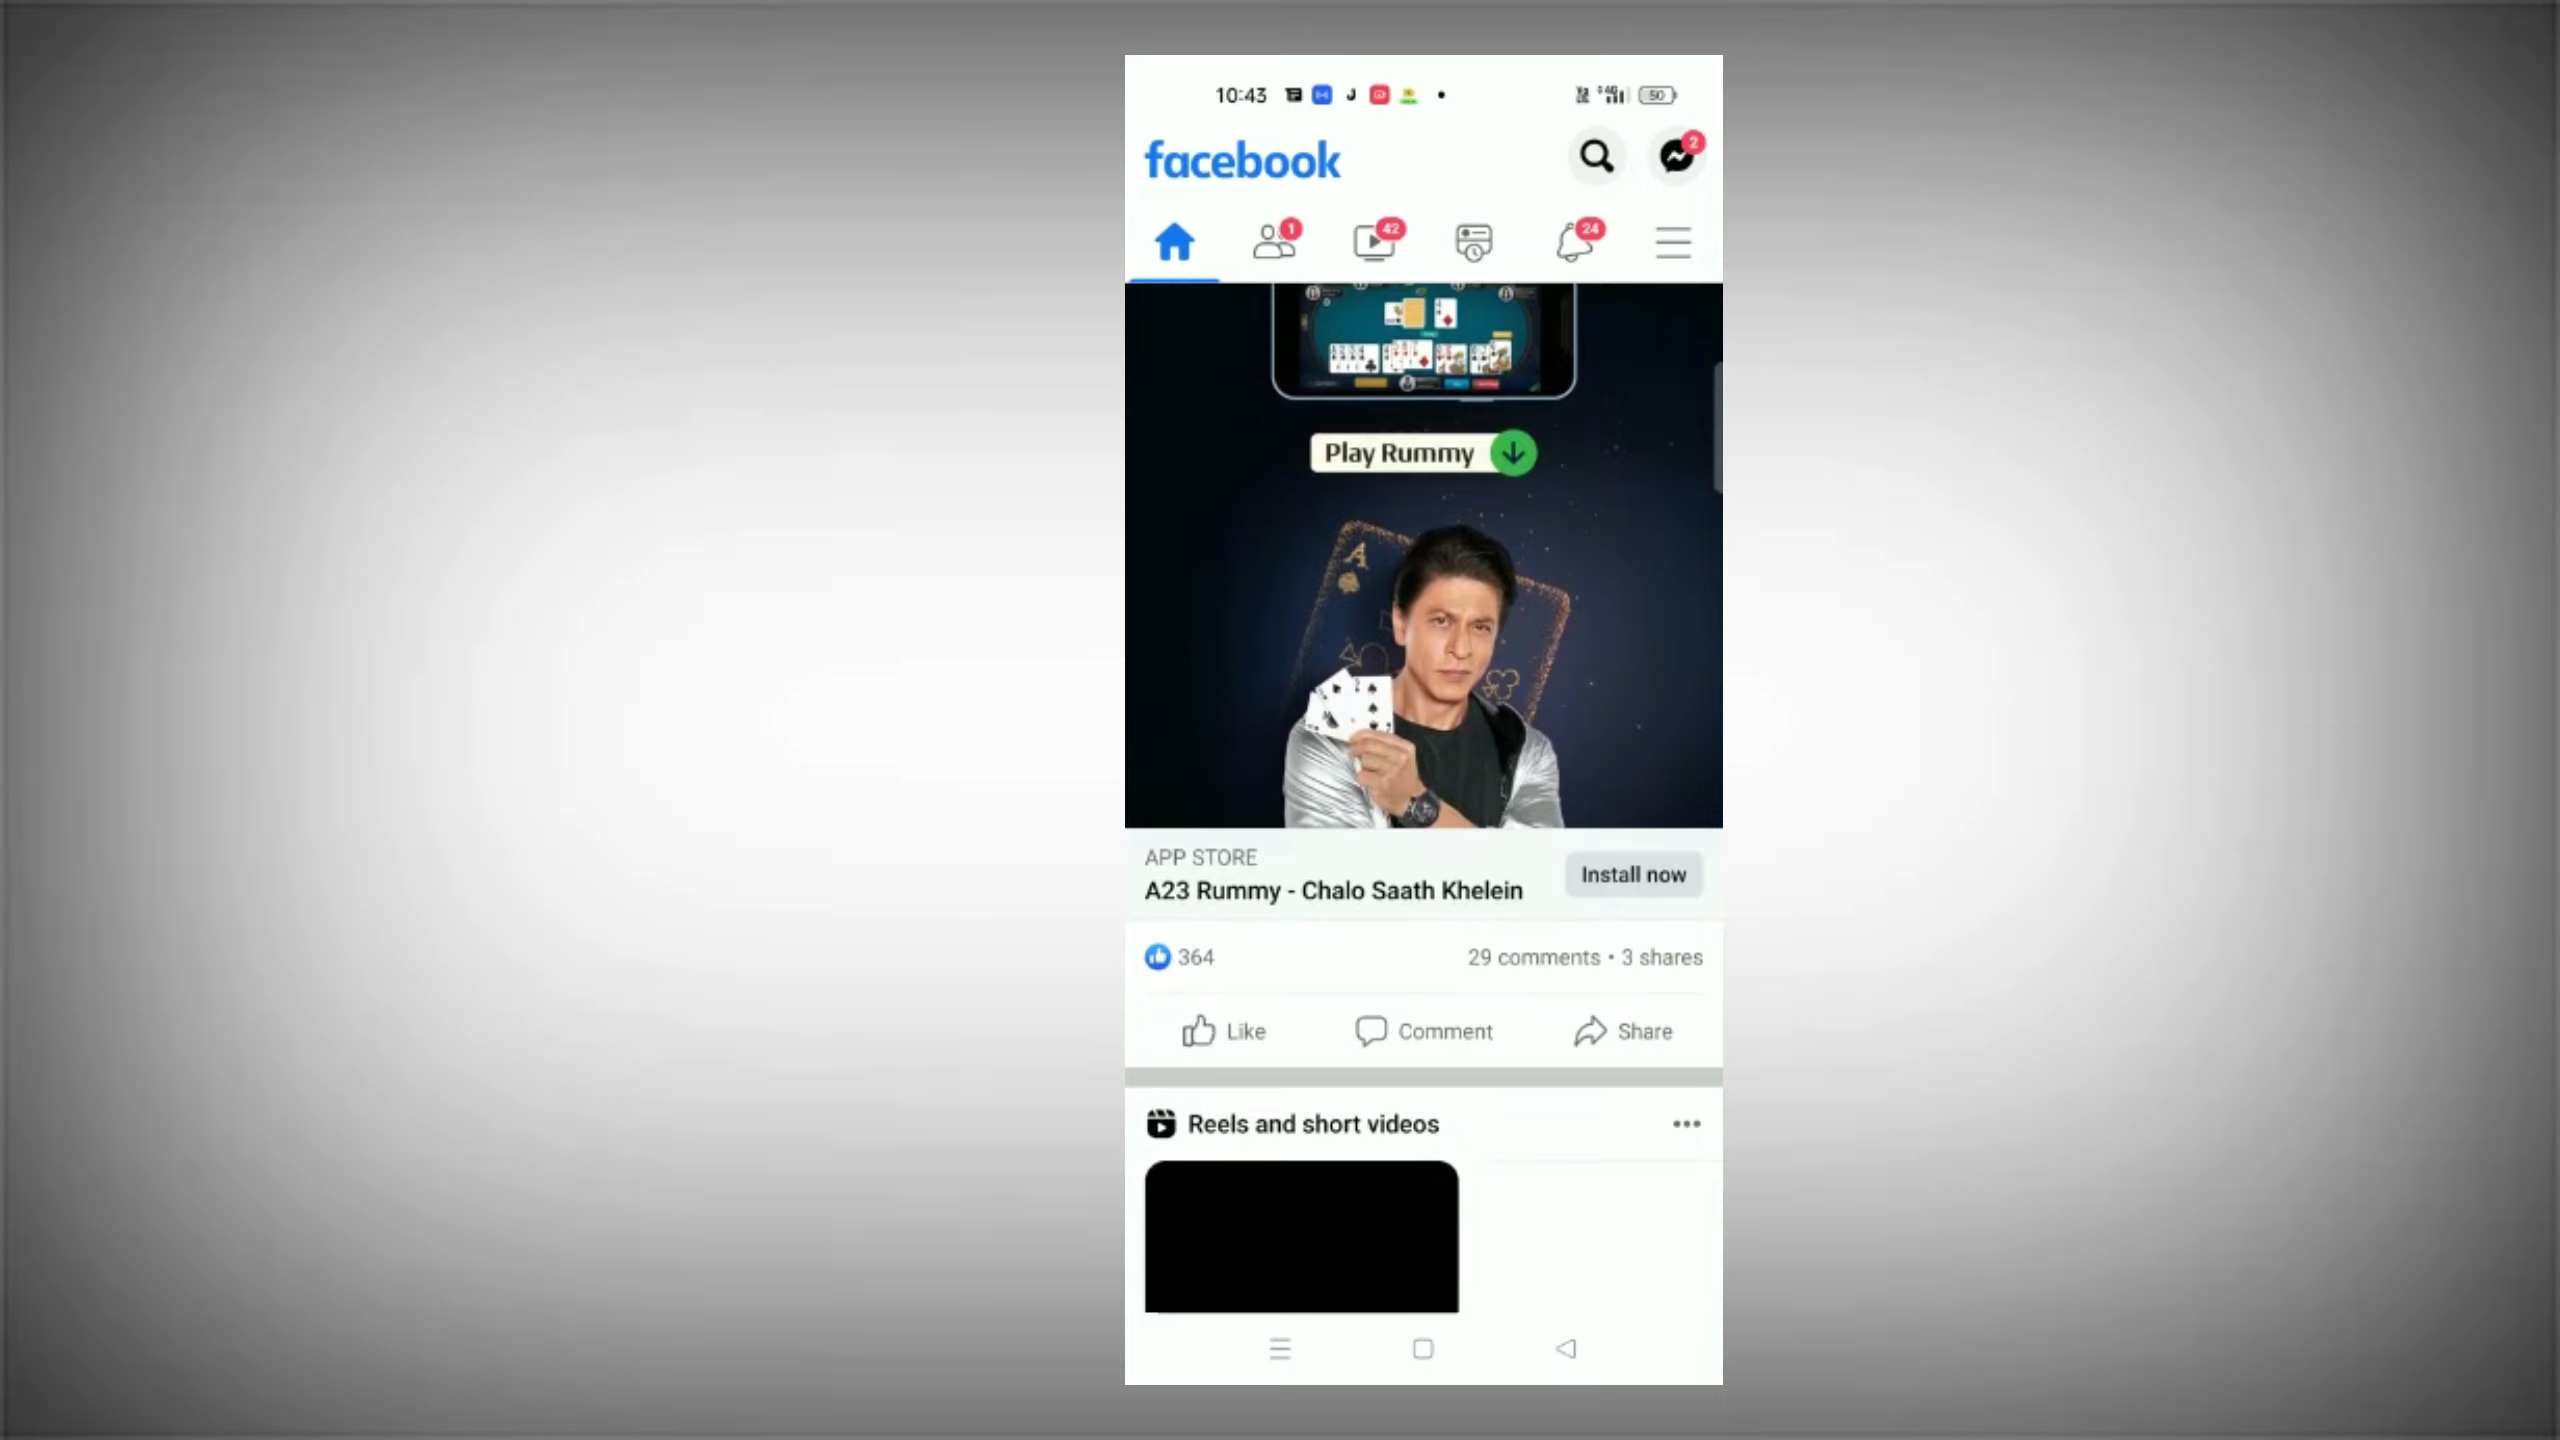 10:43
50
facebook
2
1
42
24
Play Rummy
A
APP STORE
A23 Rummy - Chalo Saath Khelein
Install now
364
29 comments • 3 shares
Like
Comment
Share
Reels and short videos